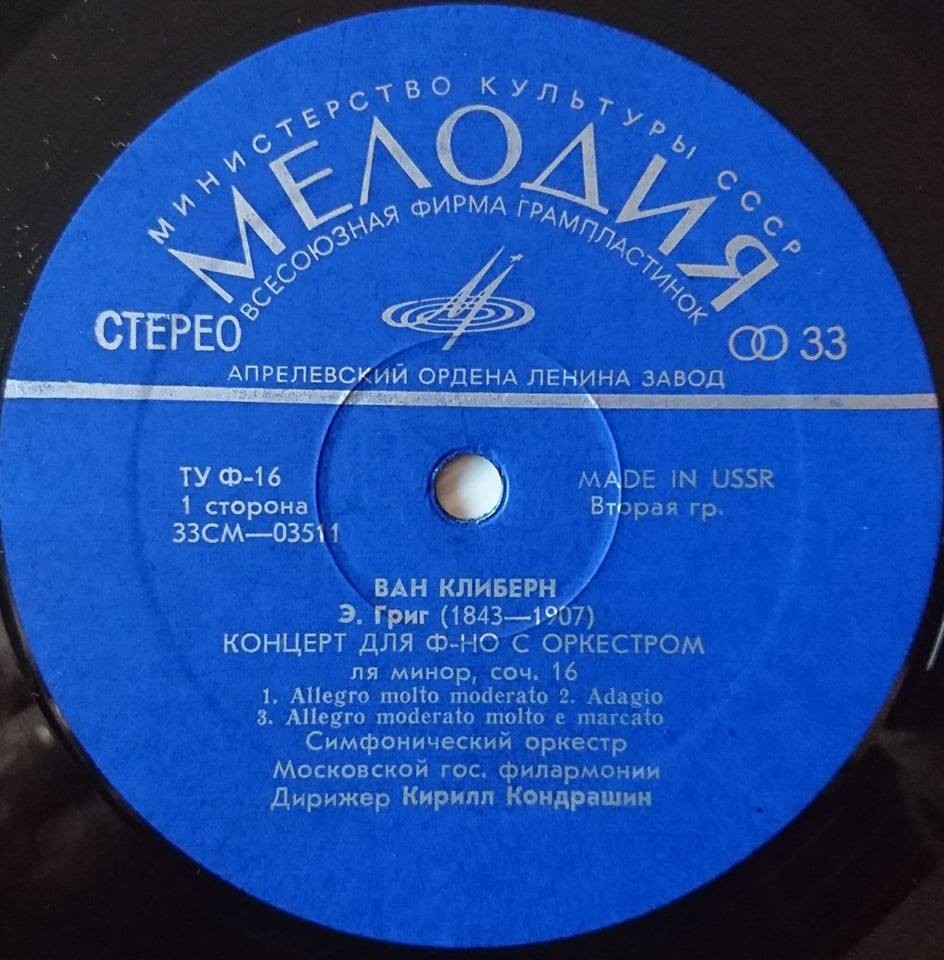 МИНИСТЕРСТВО КУЛЬТУРЫ СССР
МЕЛОДИЯ
ВСЕСОЮЗНАЯ ФИРМА ГРАМПЛАСТИНОК
СТЕРЕО
33
АПРЕЛЕВСКИЙ ОРДЕНА ЛЕНИНА ЗАВОД
ТУ Ф-16
MADE IN USSR
1 сторона
Вторая гр.
33СМ—03511
ВАН КЛИБЕРН
Э. Григ (1843—1907)
КОНЦЕРТ ДЛЯ Ф-НО С ОРКЕСТРОМ
ля минор, соч. 16
1. Allegro molto moderato 2. Adagio
3. Allegro moderato molto e marcato
Симфонический оркестр
Московской гос. филармонии
Дирижер Кирилл Кондрашин